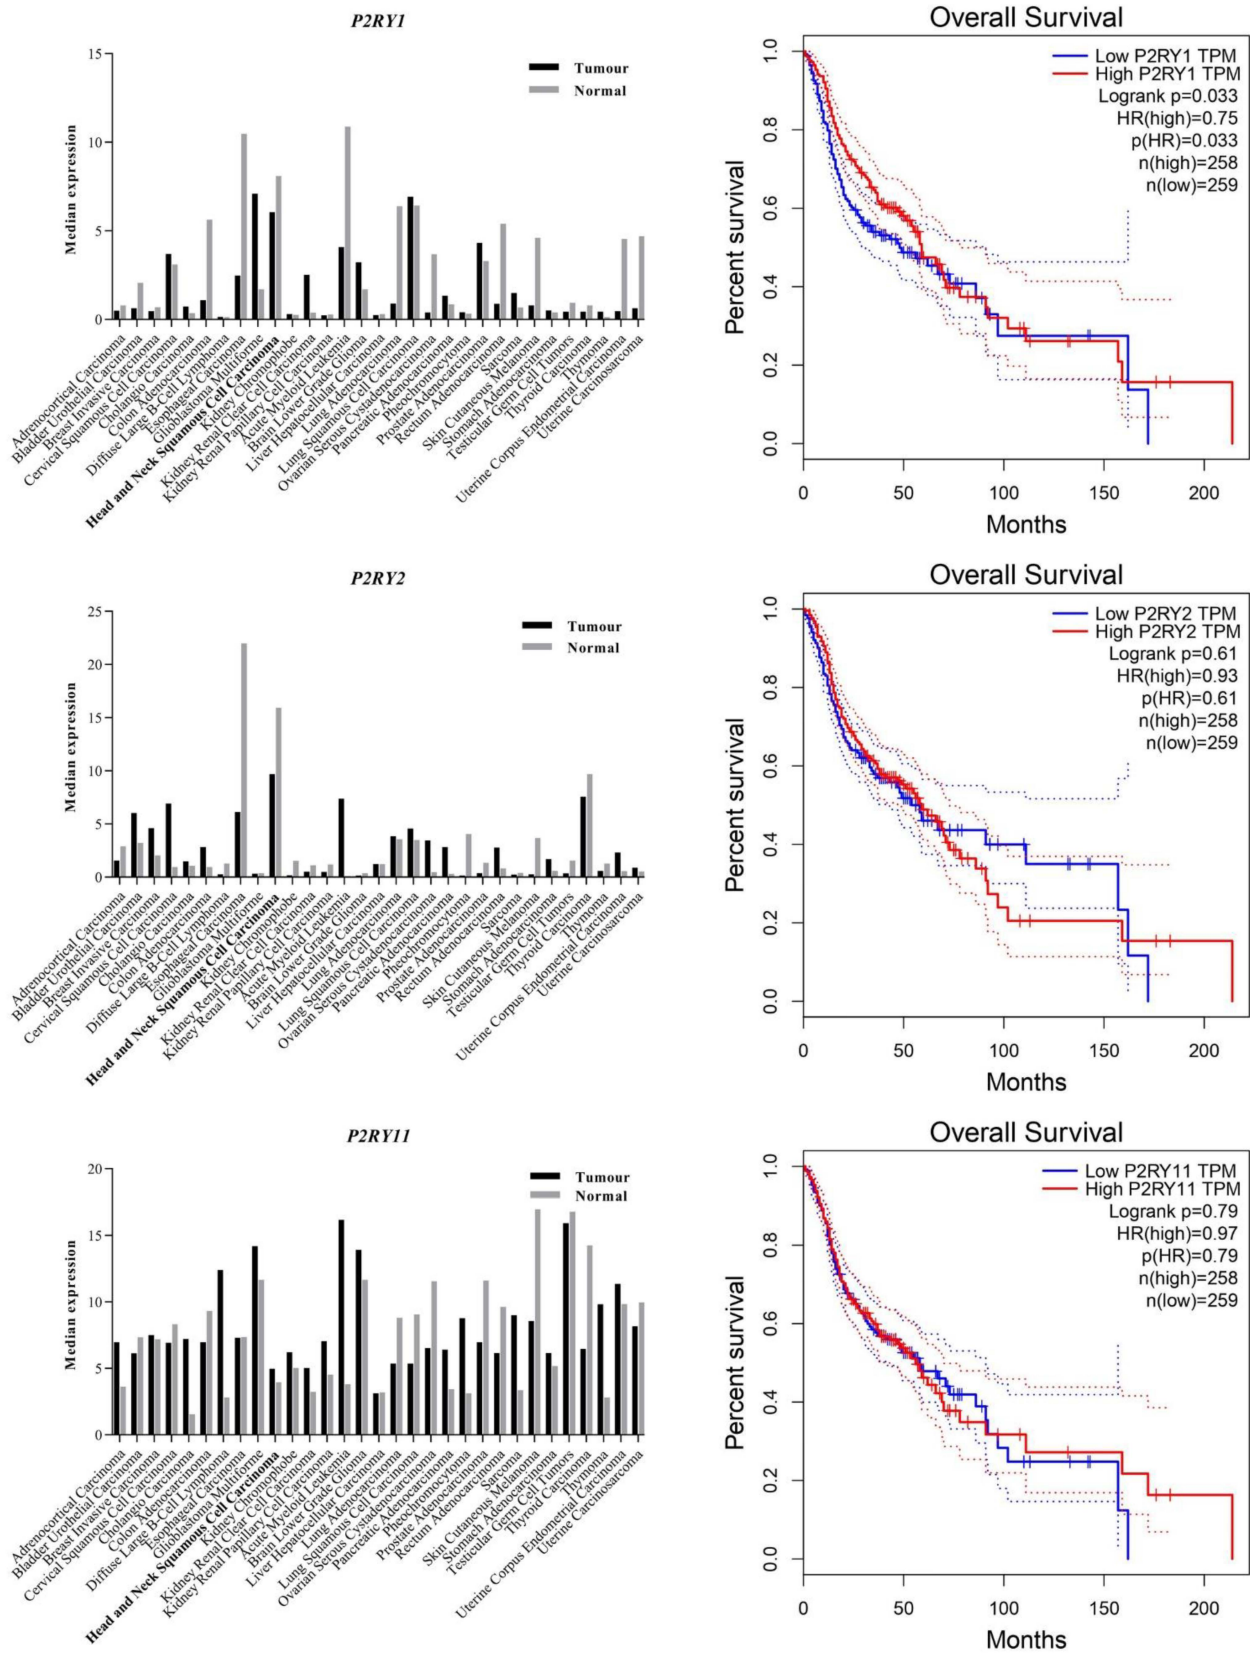 P2RY1
15
10
5
0
Median expression
Tumour
Normal
Adrenocortical Carcinoma
Bladder Urothelial Carcinoma
Breast Invasive Carcinoma
Cervical Squamous Cell Carcinoma
Cholangio Carcinoma
Colon Adenocarcinoma
Diffuse Large B-Cell Lymphoma
Esophageal Carcinoma
Glioblastoma Multiforme
Head and Neck Squamous Cell Carcinoma
Kidney Chromophobe
Kidney Renal Clear Cell Carcinoma
Kidney Renal Papillary Cell Carcinoma
Acute Myeloid Leukemia
Brain Lower Grade Glioma
Liver Hepatocellular Carcinoma
Lung Adenocarcinoma
Lung Squamous Cell Carcinoma
Ovarian Serous Cystadenocarcinoma
Pancreatic Adenocarcinoma
Pheochromocytoma
Prostate Adenocarcinoma
Rectum Adenocarcinoma
Sarcoma
Skin Cutaneous Melanoma
Stomach Adenocarcinoma
Testicular Germ Cell Tumors
Thyroid Carcinoma
Thymoma
Uterine Corpus Endometrial Carcinoma
Uterine Carcinosarcoma
Overall Survival
Low P2RY1 TPM
High P2RY1 TPM
Logrank p=0.033
HR(high)=0.75
p(HR)=0.033
n(high)=258
n(low)=259
Percent survival
1.0
0.8
0.6
0.4
0.2
0.0
0 50 100 150 200
Months
P2RY2
25
20
15
10
5
0
Median expression
Tumour
Normal
Adrenocortical Carcinoma
Bladder Urothelial Carcinoma
Breast Invasive Carcinoma
Cervical Squamous Cell Carcinoma
Cholangio Carcinoma
Colon Adenocarcinoma
Diffuse Large B-Cell Lymphoma
Esophageal Carcinoma
Glioblastoma Multiforme
Head and Neck Squamous Cell Carcinoma
Kidney Chromophobe
Kidney Renal Clear Cell Carcinoma
Kidney Renal Papillary Cell Carcinoma
Acute Myeloid Leukemia
Brain Lower Grade Glioma
Liver Hepatocellular Carcinoma
Lung Adenocarcinoma
Lung Squamous Cell Carcinoma
Ovarian Serous Cystadenocarcinoma
Pancreatic Adenocarcinoma
Pheochromocytoma
Prostate Adenocarcinoma
Rectum Adenocarcinoma
Sarcoma
Skin Cutaneous Melanoma
Stomach Adenocarcinoma
Testicular Germ Cell Tumors
Thyroid Carcinoma
Thymoma
Uterine Corpus Endometrial Carcinoma
Uterine Carcinosarcoma
Overall Survival
Low P2RY2 TPM
High P2RY2 TPM
Logrank p=0.61
HR(high)=0.93
p(HR)=0.61
n(high)=258
n(low)=259
Percent survival
1.0
0.8
0.6
0.4
0.2
0.0
0 50 100 150 200
Months
P2RY11
20
15
10
5
0
Median expression
Tumour
Normal
Adrenocortical Carcinoma
Bladder Urothelial Carcinoma
Breast Invasive Carcinoma
Cervical Squamous Cell Carcinoma
Cholangio Carcinoma
Colon Adenocarcinoma
Diffuse Large B-Cell Lymphoma
Esophageal Carcinoma
Glioblastoma Multiforme
Head and Neck Squamous Cell Carcinoma
Kidney Chromophobe
Kidney Renal Clear Cell Carcinoma
Kidney Renal Papillary Cell Carcinoma
Acute Myeloid Leukemia
Brain Lower Grade Glioma
Liver Hepatocellular Carcinoma
Lung Adenocarcinoma
Lung Squamous Cell Carcinoma
Ovarian Serous Cystadenocarcinoma
Pancreatic Adenocarcinoma
Pheochromocytoma
Prostate Adenocarcinoma
Rectum Adenocarcinoma
Sarcoma
Skin Cutaneous Melanoma
Stomach Adenocarcinoma
Testicular Germ Cell Tumors
Thyroid Carcinoma
Thymoma
Uterine Corpus Endometrial Carcinoma
Uterine Carcinosarcoma
Overall Survival
Low P2RY11 TPM
High P2RY11 TPM
Logrank p=0.79
HR(high)=0.97
p(HR)=0.79
n(high)=258
n(low)=259
Percent survival
1.0
0.8
0.6
0.4
0.2
0.0
0 50 100 150 200
Months